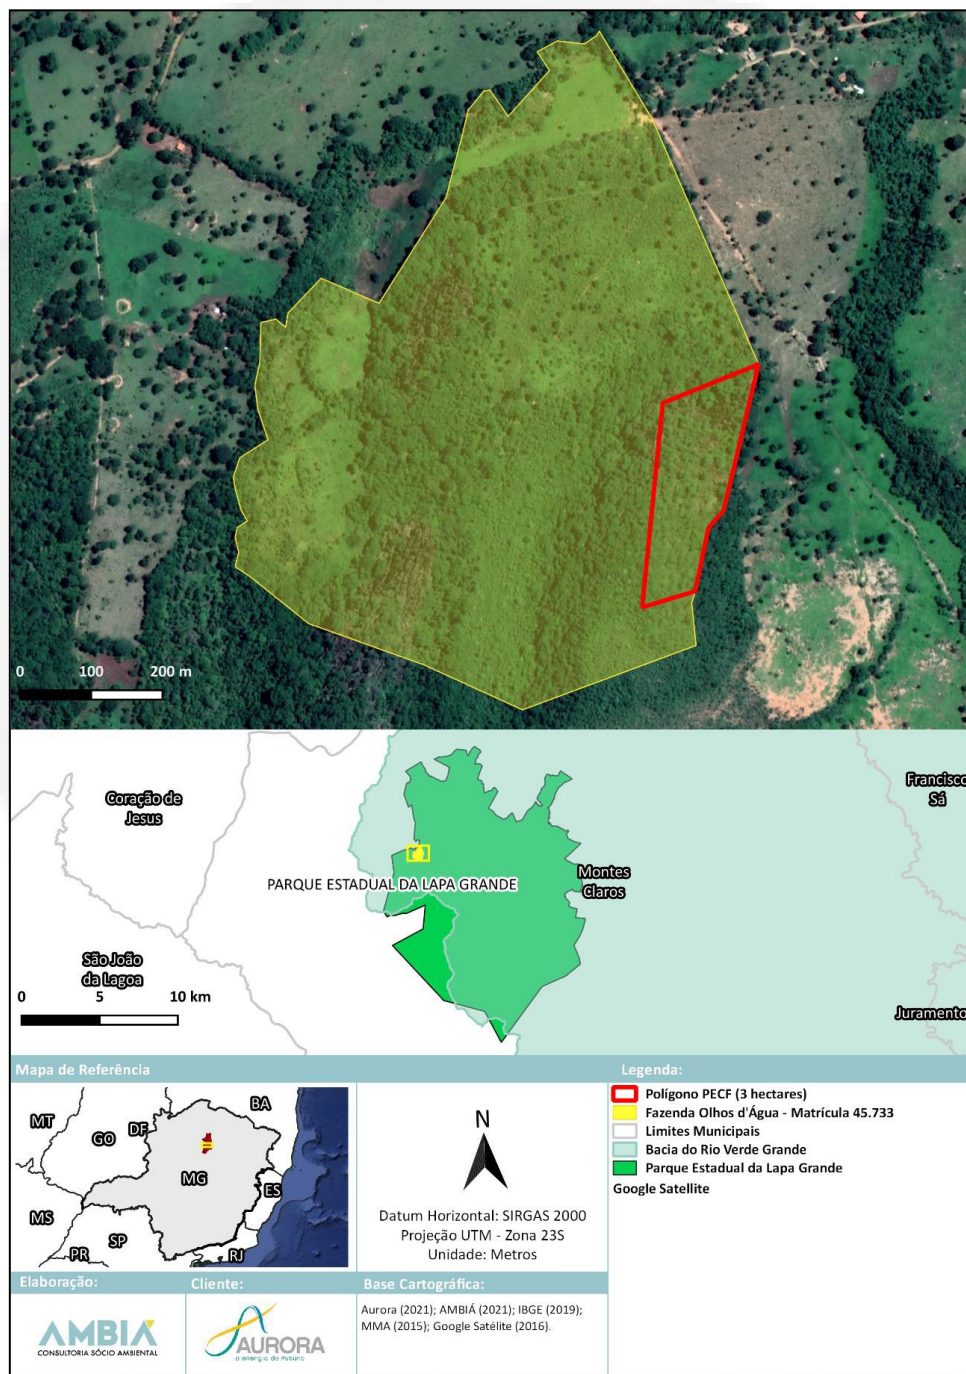 0 100 200 m
Coração de
Jesus
Francisco
Sá
Montes
Claros
PARQUE ESTADUAL DA LAPA GRANDE
São João
da Lagoa
0 5 10 km
Juramento
Mapa de Referência
Legenda:
MT
GO
DF
BA
MG
ES
MS
SP
PR
RJ
N
Datum Horizontal: SIRGAS 2000
Projeção UTM - Zona 23S
Unidade: Metros
Polígono PECF (3 hectares)
Fazenda Olhos d'Água - Matrícula 45.733
Limites Municipais
Bacia do Rio Verde Grande
Parque Estadual da Lapa Grande
Google Satellite
Elaboração:
Cliente:
Base Cartográfica:
AMBIÁ
CONSULTORIA SÓCIO AMBIENTAL
AURORA
a energia do futuro
Aurora (2021); AMBIÁ (2021); IBGE (2019);
MMA (2015); Google Satélite (2016).